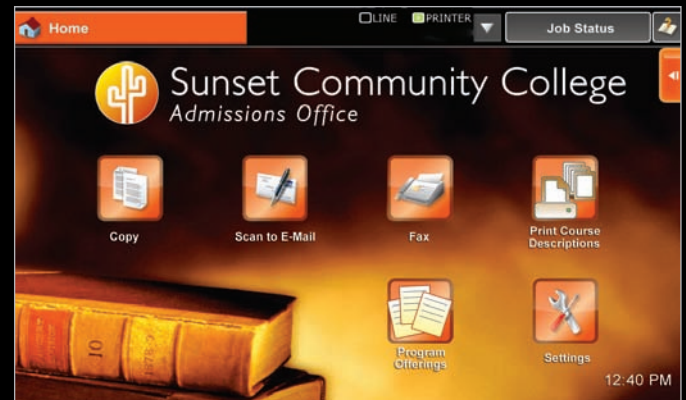 Home
LINE PRINTER
Job Status
Sunset Community College
Admissions Office
Copy
Scan to E-Mail
Fax
Print Course
Descriptions
10
Program
Offerings
Settings
12:40 PM